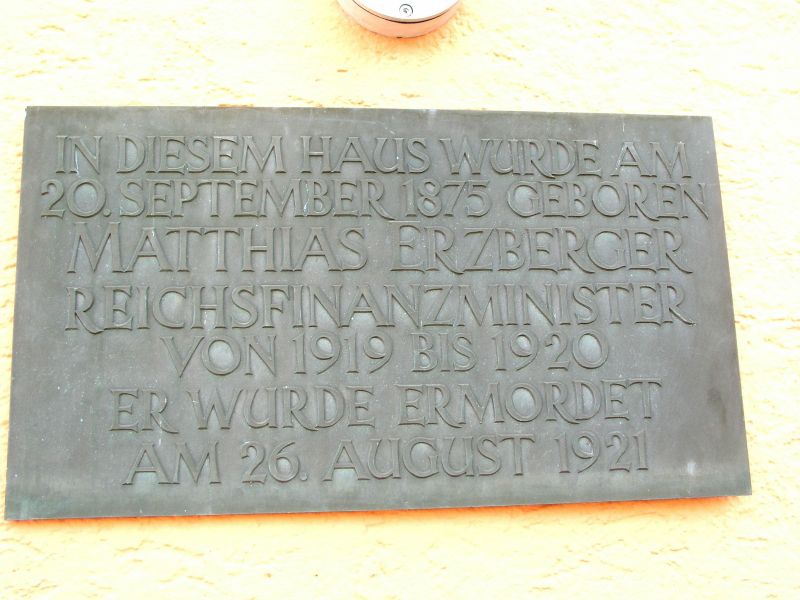 IN DIESEM HAUS WURDE AM
20. SEPTEMBER 1875 GEBOREN
MATTHIAS ERZBERGER
REICHSFINANZMINISTER
VON 1919 BIS 1920
ER WURDE ERMORDET
AM 26. AUGUST 1921